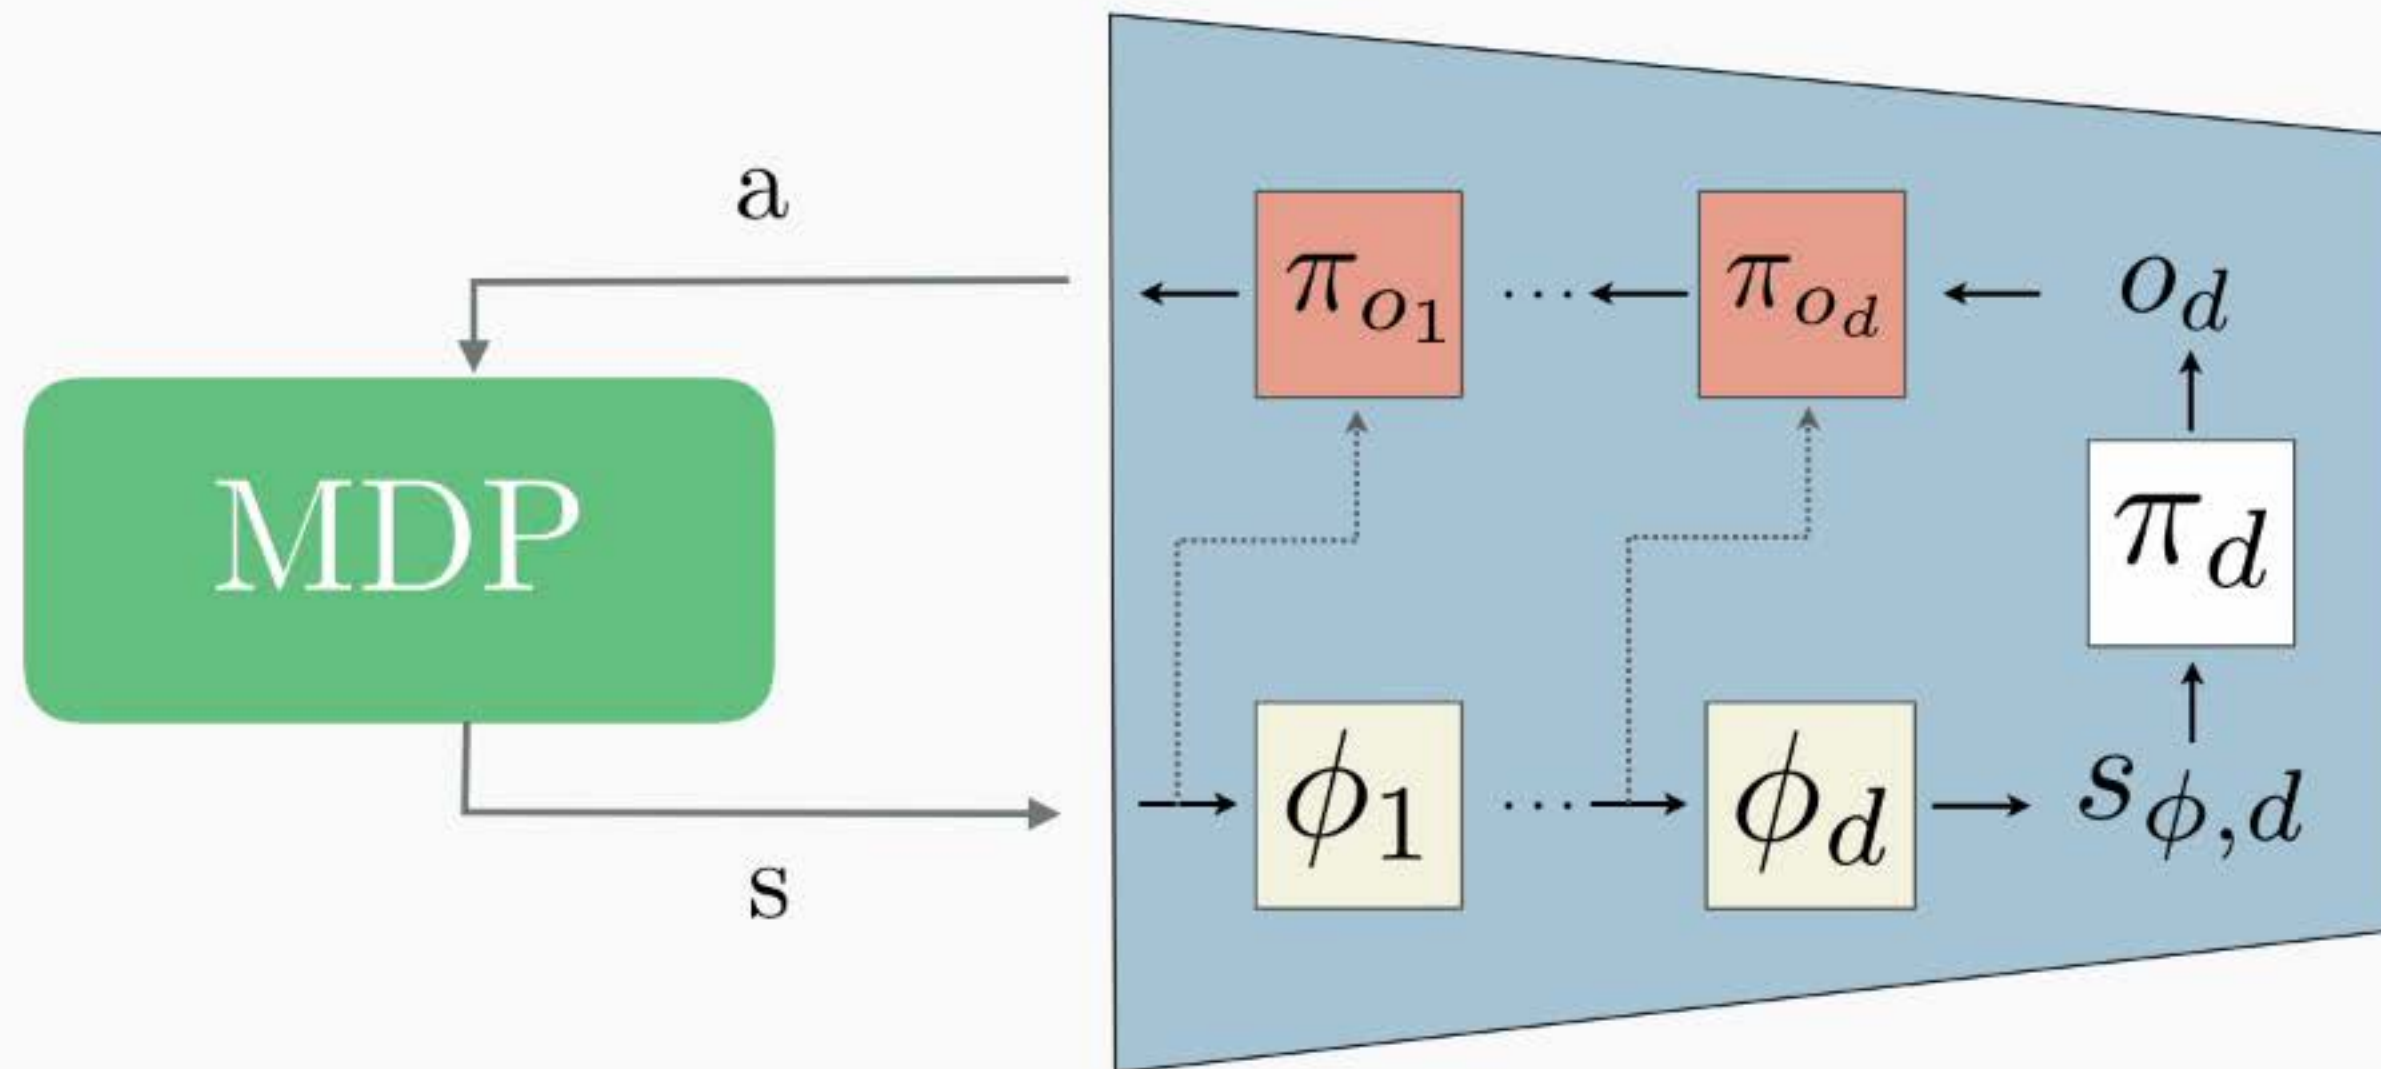 a
π_{o_1} ··· π_{o_d} o_d
MDP
π_d
ϕ_1 ··· ϕ_d s_{ϕ,d}
s